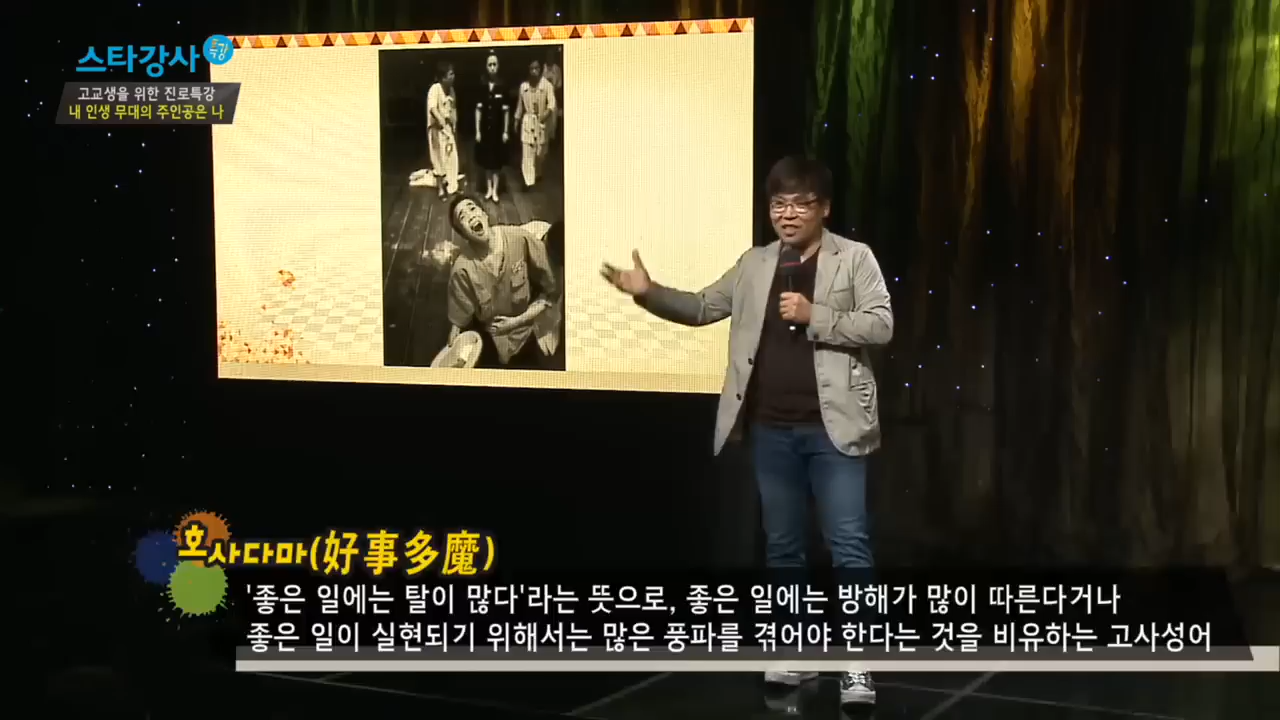 스타강사 특강
고교생을 위한 진로특강
내 인생 무대의 주인공은 나
호사다마(好事多魔)
'좋은 일에는 탈이 많다'라는 뜻으로, 좋은 일에는 방해가 많이 따른다거나
좋은 일이 실현되기 위해서는 많은 풍파를 겪어야 한다는 것을 비유하는 고사성어